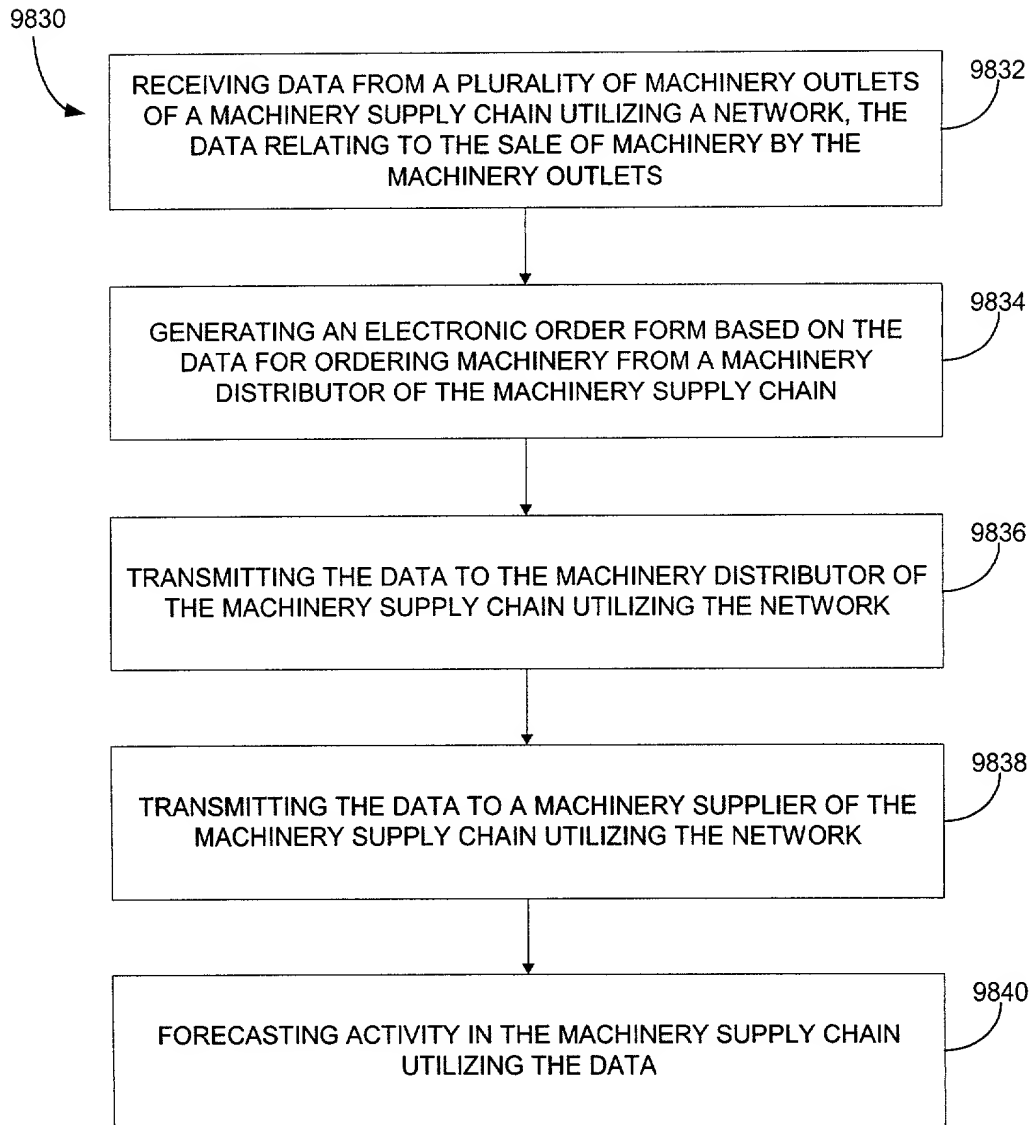 9830
RECEIVING DATA FROM A PLURALITY OF MACHINERY OUTLETS
OF A MACHINERY SUPPLY CHAIN UTILIZING A NETWORK, THE
DATA RELATING TO THE SALE OF MACHINERY BY THE
MACHINERY OUTLETS
9832
GENERATING AN ELECTRONIC ORDER FORM BASED ON THE
DATA FOR ORDERING MACHINERY FROM A MACHINERY
DISTRIBUTOR OF THE MACHINERY SUPPLY CHAIN
9834
TRANSMITTING THE DATA TO THE MACHINERY DISTRIBUTOR OF
THE MACHINERY SUPPLY CHAIN UTILIZING THE NETWORK
9836
TRANSMITTING THE DATA TO A MACHINERY SUPPLIER OF THE
MACHINERY SUPPLY CHAIN UTILIZING THE NETWORK
9838
FORECASTING ACTIVITY IN THE MACHINERY SUPPLY CHAIN
UTILIZING THE DATA
9840